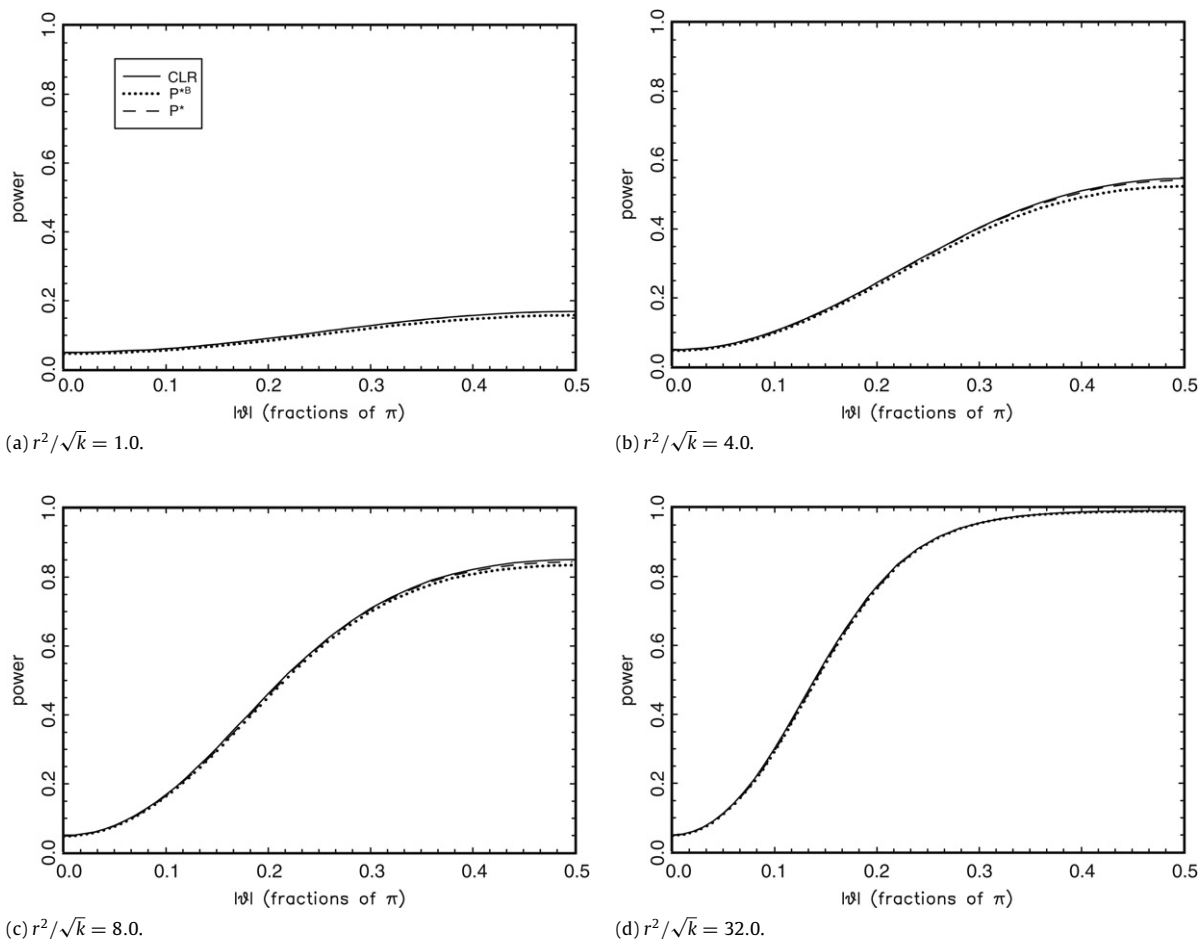 1.0
0.8
0.6
0.4
0.2
0.0
power
CLR
P*B
P*
0.0 0.1 0.2 0.3 0.4 0.5
|ϑ| (fractions of π)
(a) r²/√k = 1.0.
1.0
0.8
0.6
0.4
0.2
0.0
power
0.0 0.1 0.2 0.3 0.4 0.5
|ϑ| (fractions of π)
(b) r²/√k = 4.0.
1.0
0.8
0.6
0.4
0.2
0.0
power
0.0 0.1 0.2 0.3 0.4 0.5
|ϑ| (fractions of π)
(c) r²/√k = 8.0.
1.0
0.8
0.6
0.4
0.2
0.0
power
0.0 0.1 0.2 0.3 0.4 0.5
|ϑ| (fractions of π)
(d) r²/√k = 32.0.